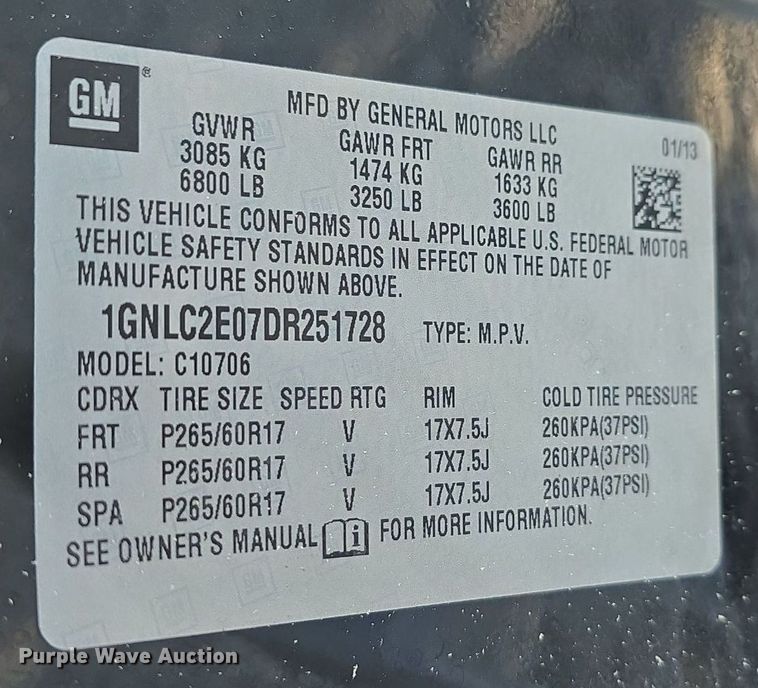 GM ®
MFD BY GENERAL MOTORS LLC
01/13
GVWR GAWR FRT GAWR RR
3085 KG 1474 KG 1633 KG
6800 LB 3250 LB 3600 LB
THIS VEHICLE CONFORMS TO ALL APPLICABLE U.S. FEDERAL MOTOR
VEHICLE SAFETY STANDARDS IN EFFECT ON THE DATE OF
MANUFACTURE SHOWN ABOVE.
1GNLC2E07DR251728 TYPE: M.P.V.
MODEL: C10706
CDRX TIRE SIZE SPEED RTG RIM COLD TIRE PRESSURE
FRT P265/60R17 V 17X7.5J 260KPA(37PSI)
RR P265/60R17 V 17X7.5J 260KPA(37PSI)
SPA P265/60R17 V 17X7.5J 260KPA(37PSI)
SEE OWNER'S MANUAL i FOR MORE INFORMATION.
Purple Wave Auction